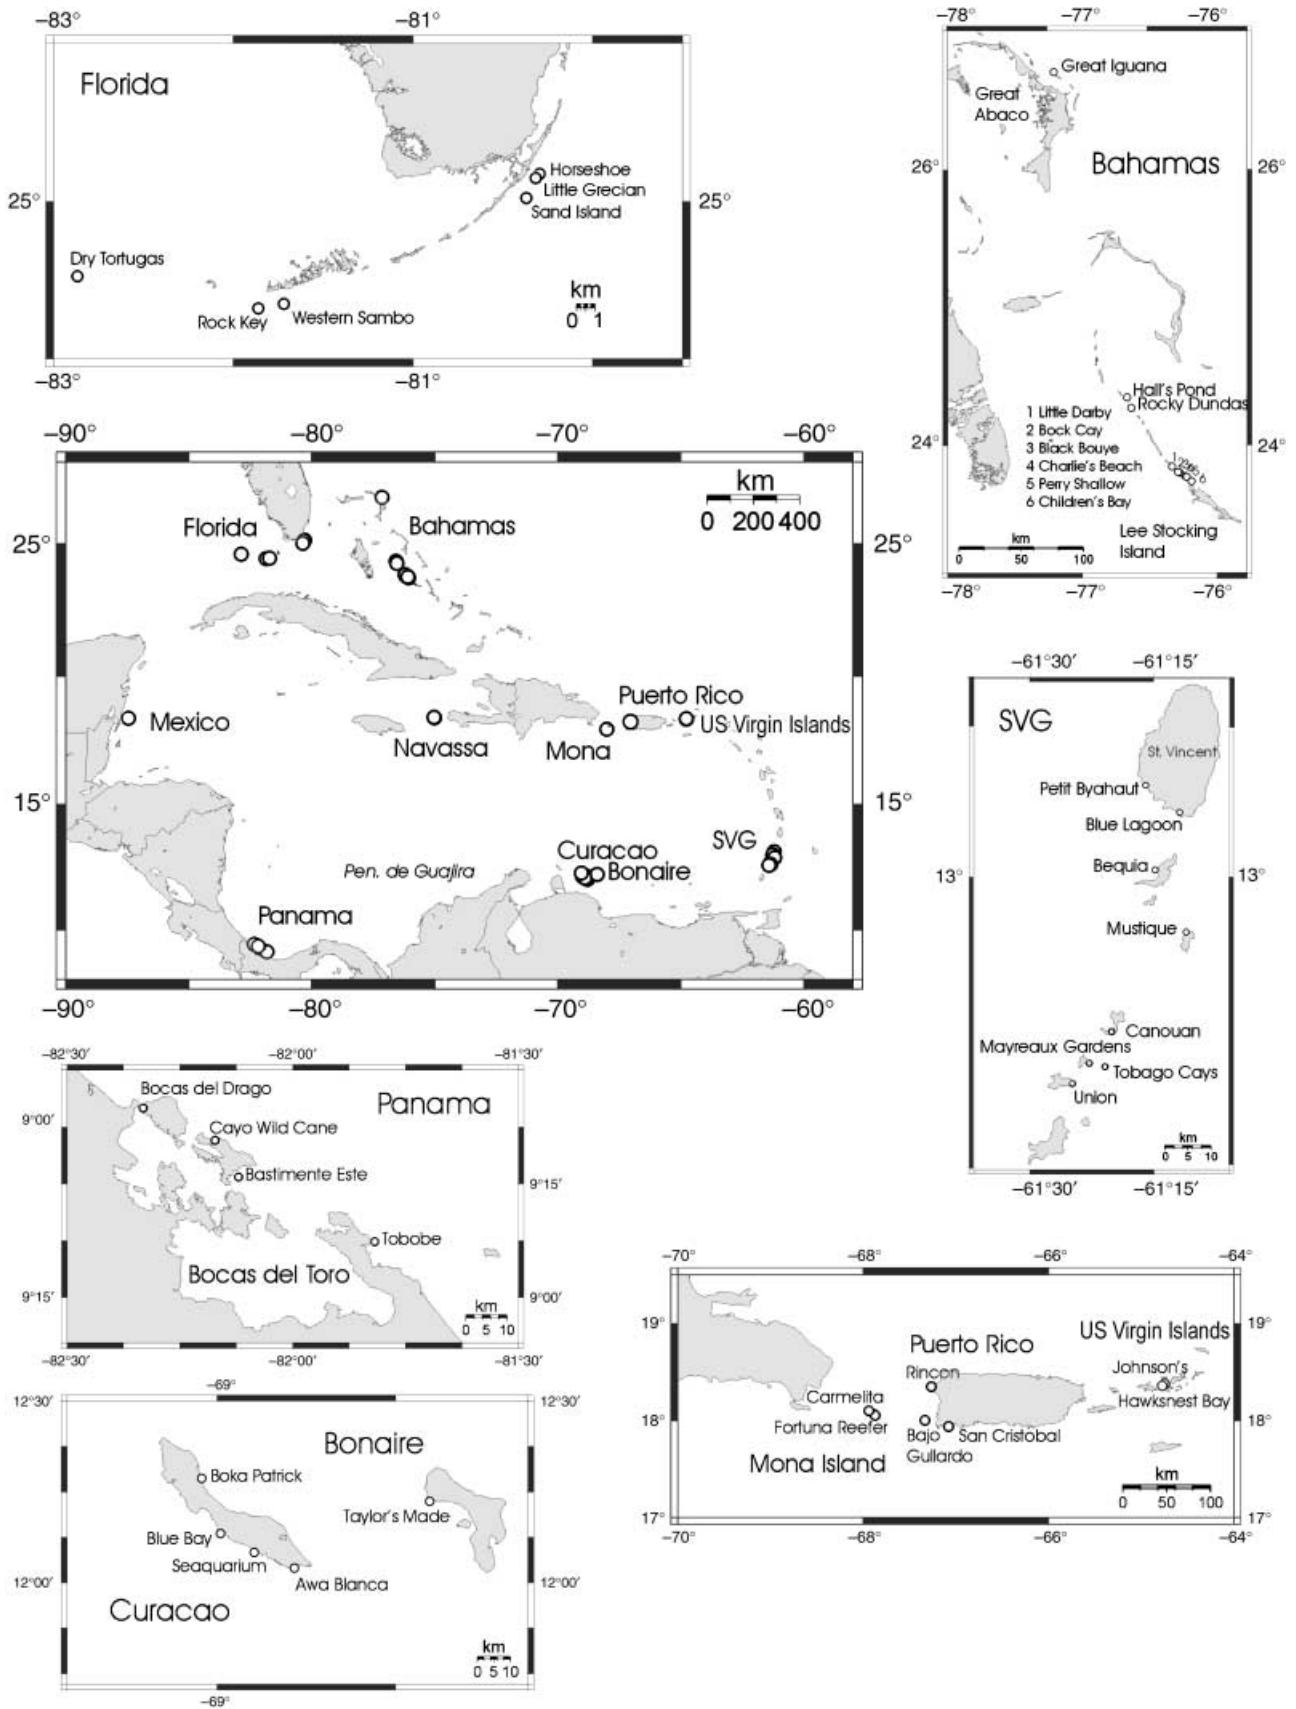 −83° −81°
Florida
Horseshoe
Little Grecian
Sand Island
25° 25°
Dry Tortugas
Rock Key Western Sambo
km
0 1
−83° −81°
−78° −77° −76°
Great Iguana
Great
Abaco
26° 26°
Bahamas
Hall's Pond
Rocky Dundas
1 Little Darby
2 Bock Cay
3 Black Bouye
4 Charlie's Beach
5 Perry Shallow
6 Children's Bay
24° 24°
Lee Stocking
Island
km
0 50 100
−78° −77° −76°
−90° −80° −70° −60°
km
0 200 400
Florida Bahamas
25° 25°
Puerto Rico
US Virgin Islands
Mexico
Navassa Mona
15° 15°
SVG
Curacao
Pen. de Guajira Bonaire
Panama
−90° −80° −70° −60°
−61°30′ −61°15′
SVG
St. Vincent
Petit Byahaut
Blue Lagoon
Bequia
13° 13°
Mustique
Canouan
Mayreaux Gardens
Tobago Cays
Union
km
0 5 10
−61°30′ −61°15′
−82°30′ −82°00′ −81°30′
Bocas del Drago
Panama
9°00′
Cayo Wild Cane
Bastimente Este
9°15′
Tobobe
Bocas del Toro
km
0 5 10
9°15′ 9°00′
−82°30′ −82°00′ −81°30′
−70° −68° −66° −64°
19° 19°
Puerto Rico
US Virgin Islands
Rincon
Johnson's
Carmelita
Hawksnest Bay
Fortuna Reefer
18° 18°
Bajo
Gullardo
San Cristobal
Mona Island
km
0 50 100
17° 17°
−70° −68° −66° −64°
−69°
12°30′ 12°30′
Bonaire
Boka Patrick
Taylor's Made
Blue Bay
Seaquarium
Awa Blanca
12°00′ 12°00′
Curacao
km
0 5 10
−69°